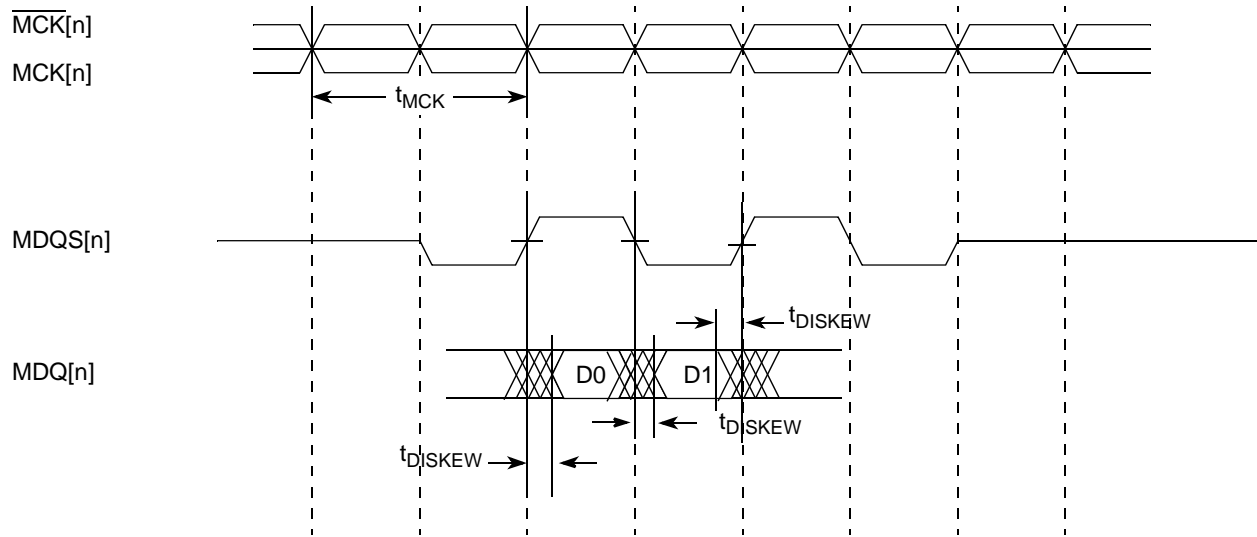 MCK[n]
MCK[n]
tMCK
MDQS[n]
tDISKEW
MDQ[n]
D0
D1
tDISKEW
tDISKEW